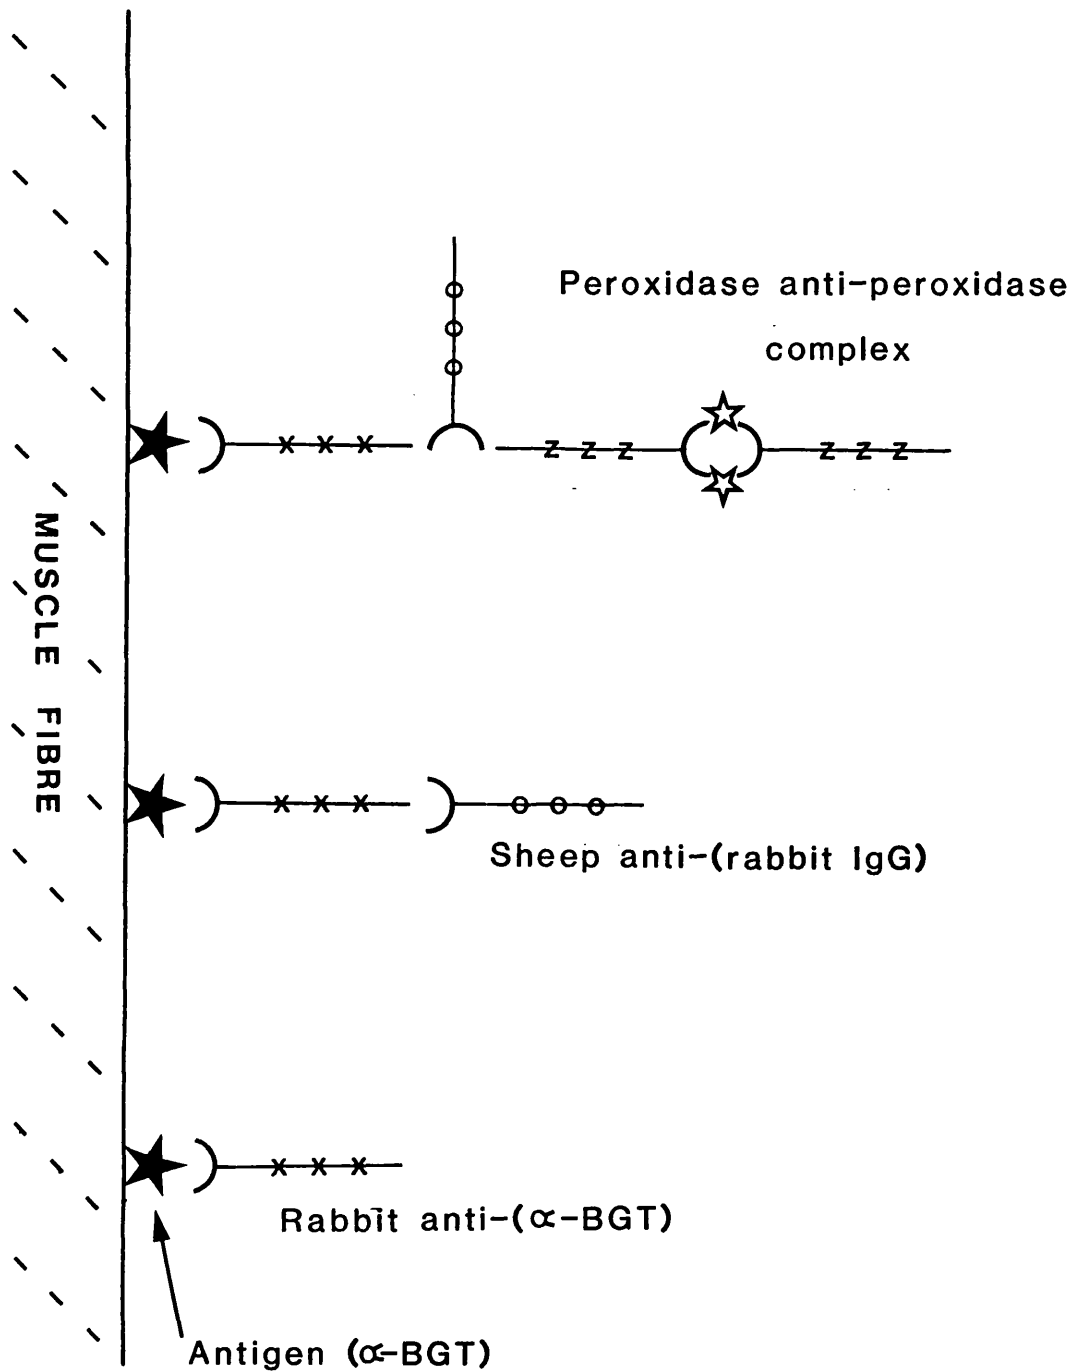 Peroxidase anti-peroxidase
complex
x x x
o o o
z z z
z z z
MUSCLE FIBRE
x x x
o o o
Sheep anti-(rabbit IgG)
x x x
Rabbit anti-(α-BGT)
Antigen (α-BGT)